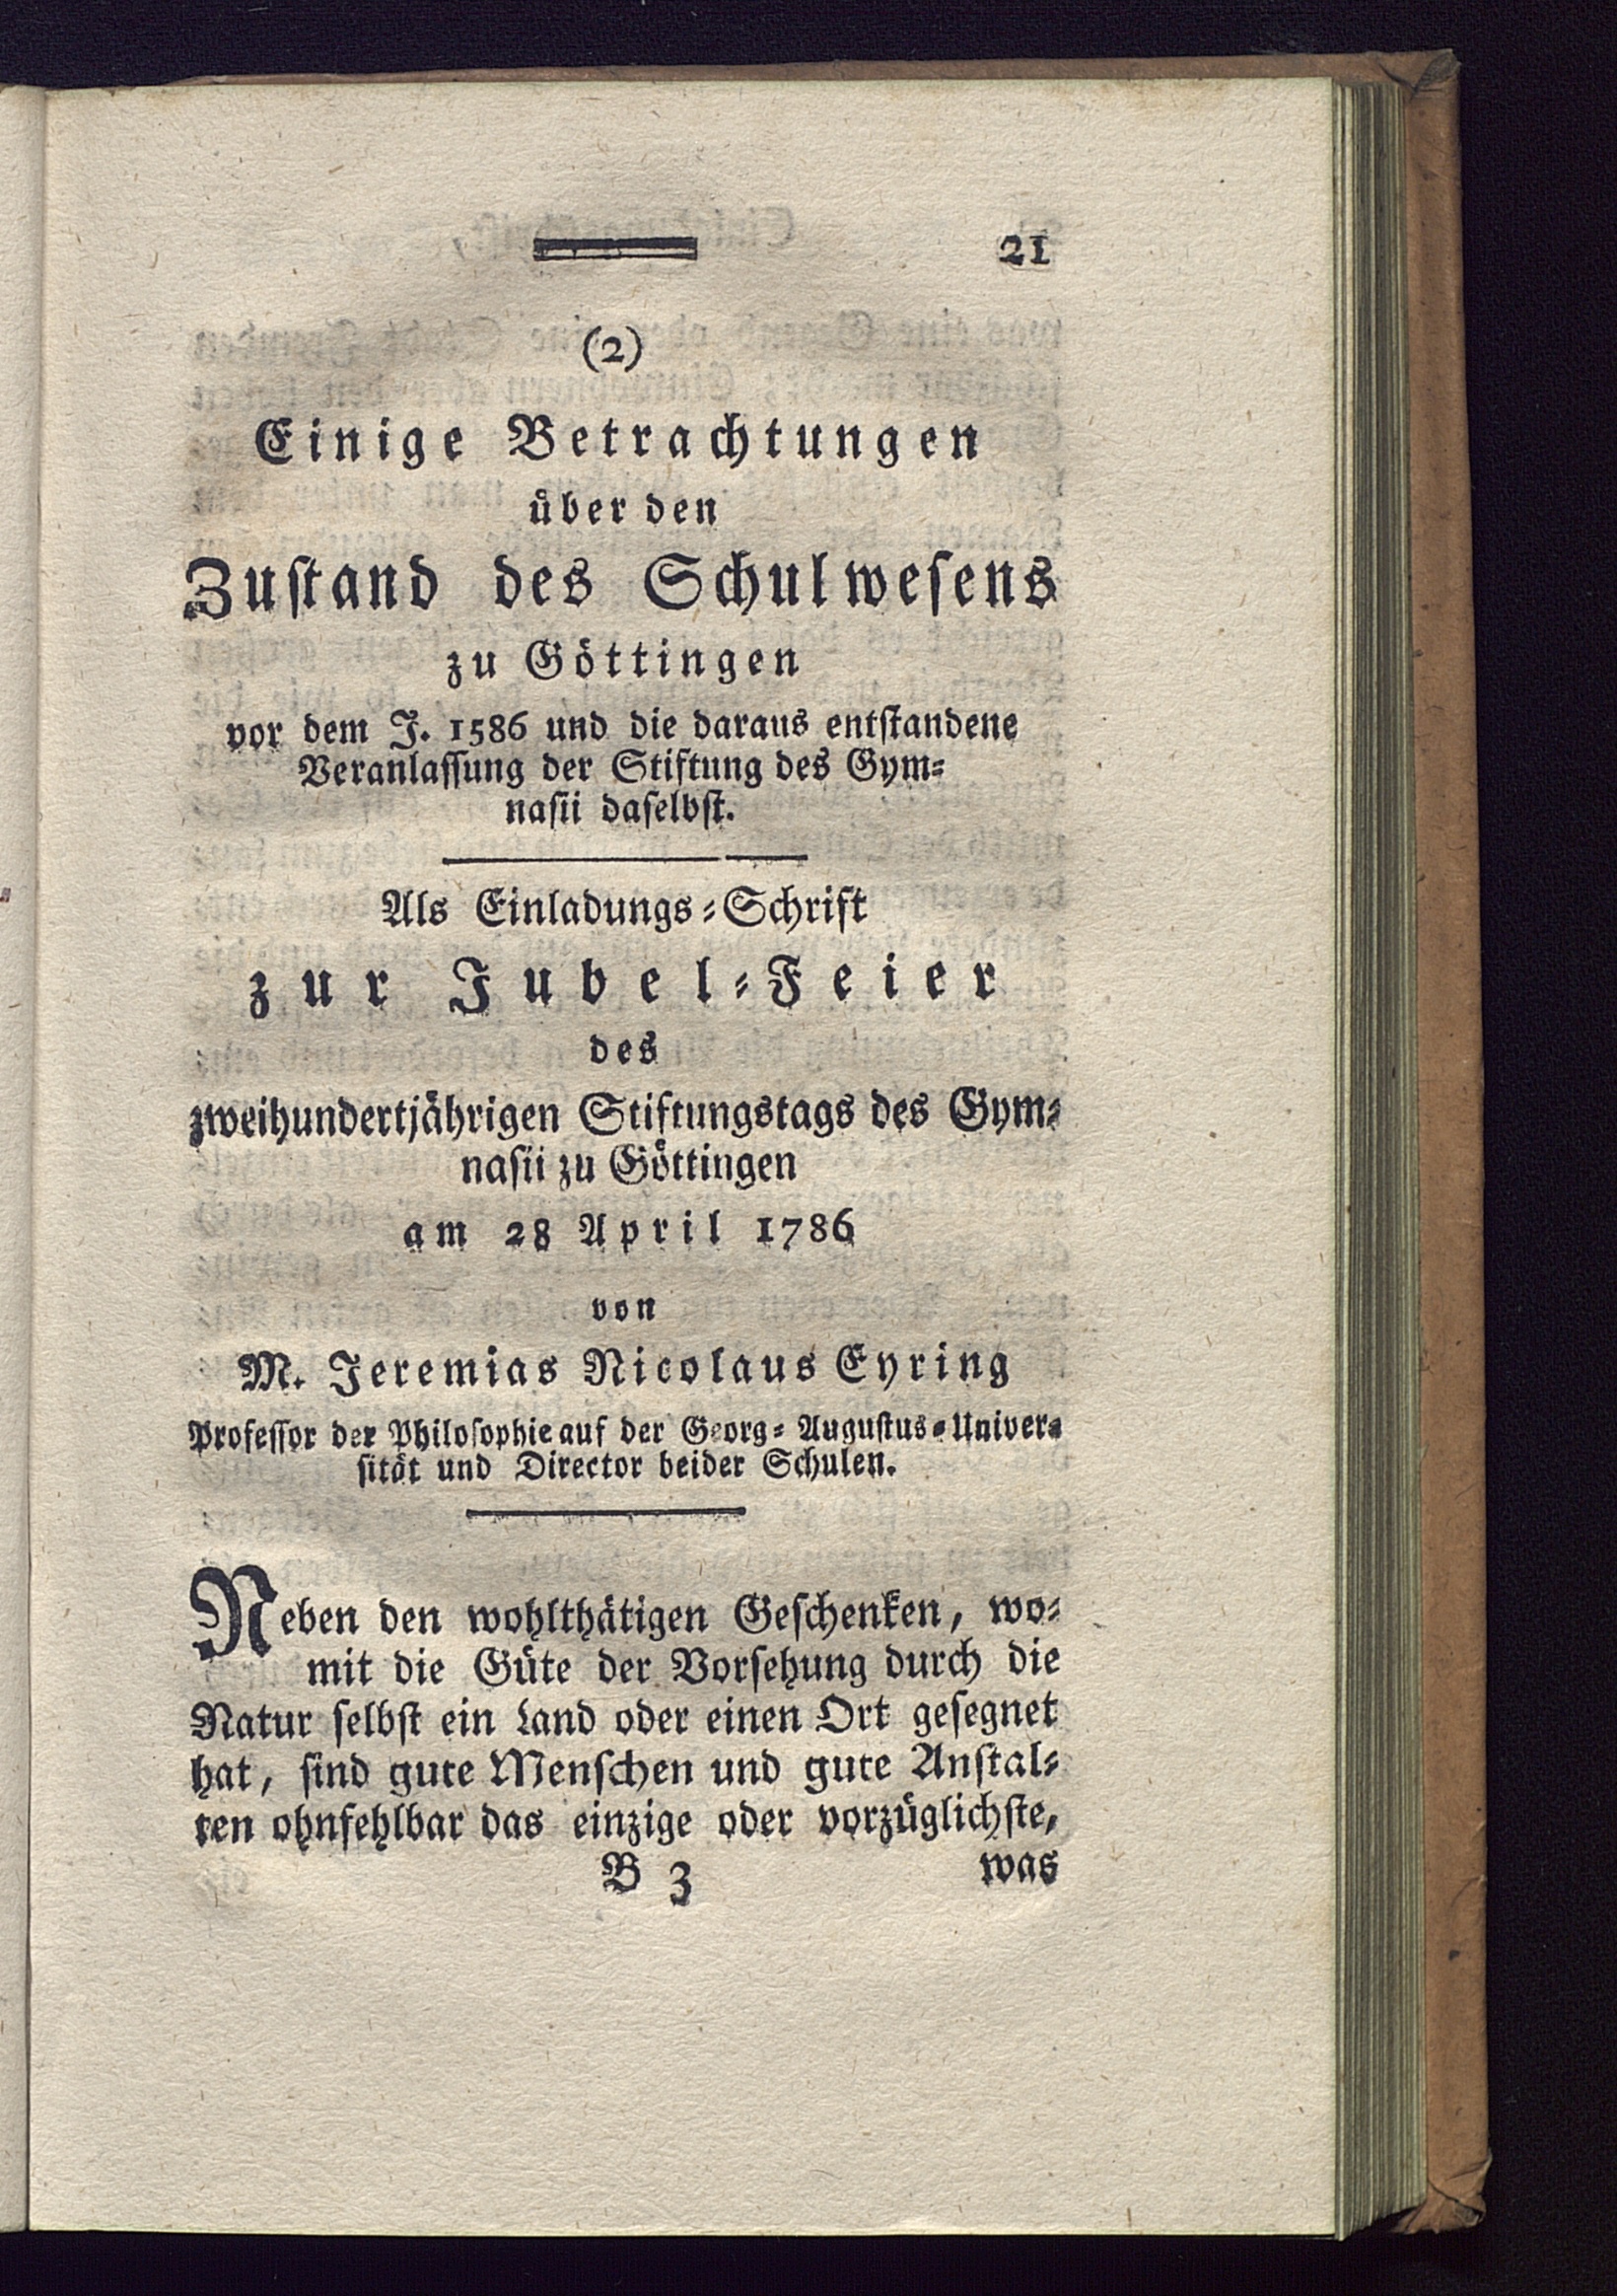 21
(2)
Einige Betrachtungen
über den
Zuſtand des Schulweſens
zu Göttingen
vor dem J. 1586 und die daraus entſtandene
Veranlaſſung der Stiftung des Gym⸗
naſii daſelbſt.
Als Einladungs⸗Schrift
zur Jubel⸗Feier
des
zweihundertjährigen Stiftungstags des Gym⸗
naſii zu Göttingen
am 28 April 1786
von
M. Jeremias Nicolaus Eyring
Profeſſor der Philoſophie auf der Georg⸗Auguſtus⸗Univer⸗
ſität und Director beider Schulen.
Neben den wohlthätigen Geſchenken, wo⸗
mit die Güte der Vorſehung durch die
Natur ſelbſt ein Land oder einen Ort geſegnet
hat, ſind gute Menſchen und gute Anſtal⸗
ten ohnfehlbar das einzige oder vorzüglichſte,
B 3 was